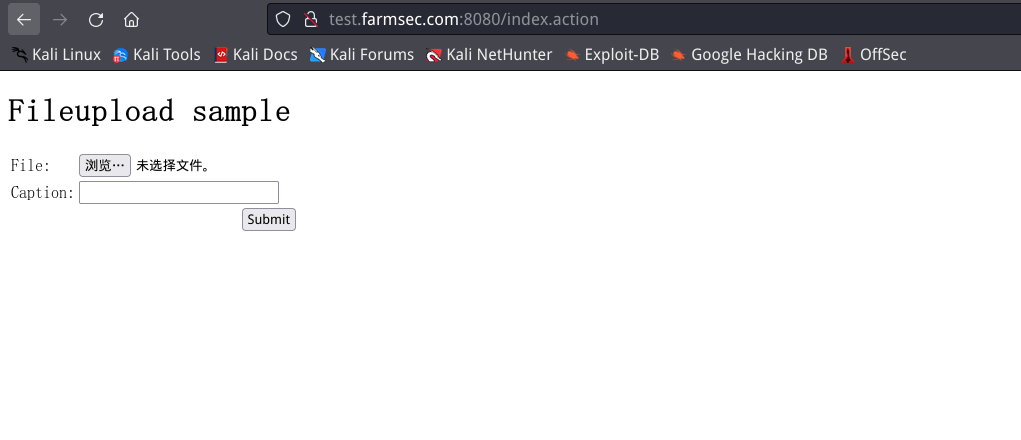 test.farmsec.com:8080/index.action
Kali Linux Kali Tools Kali Docs Kali Forums Kali NetHunter Exploit-DB Google Hacking DB OffSec
Fileupload sample
File: 浏览… 未选择文件。
Caption:
Submit